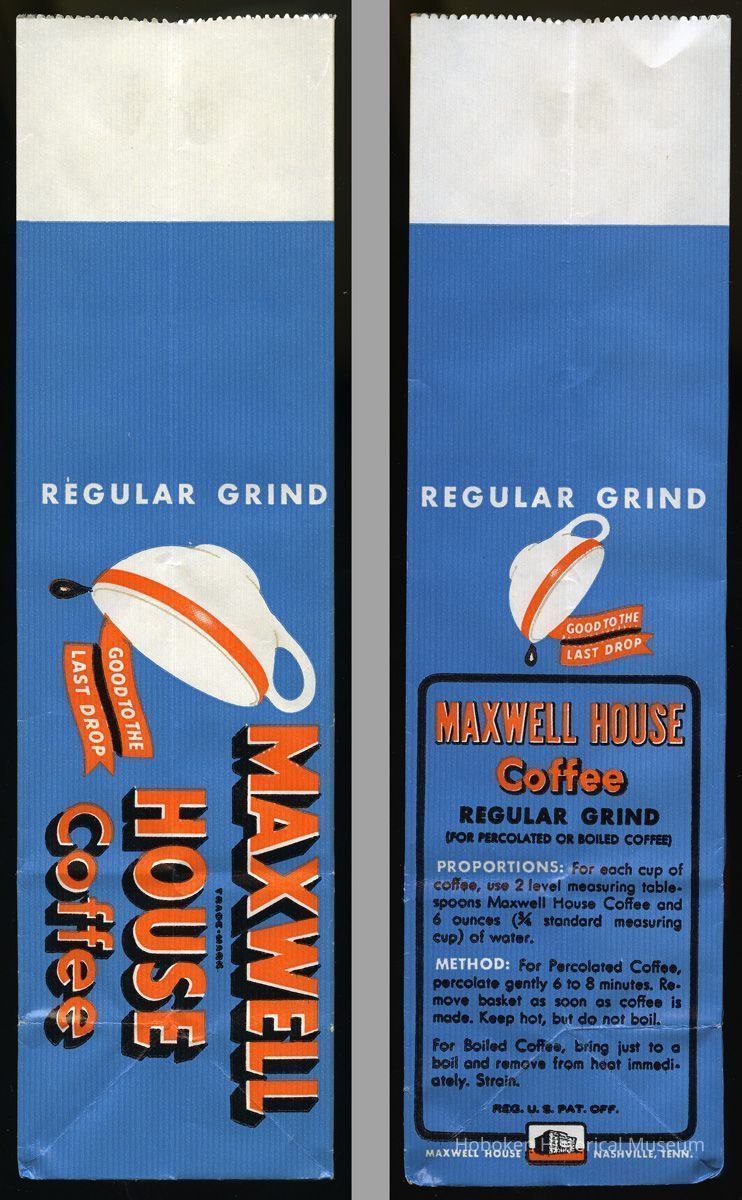 REGULAR GRIND
GOOD TO THE
LAST DROP
MAXWELL
TRADE-MARK
HOUSE
Coffee
REGULAR GRIND
GOOD TO THE
LAST DROP
MAXWELL HOUSE
Coffee
REGULAR GRIND
(FOR PERCOLATED OR BOILED COFFEE)
PROPORTIONS: For each cup of
coffee, use 2 level measuring table-
spoons Maxwell House Coffee and
6 ounces (¾ standard measuring
cup) of water.
METHOD: For Percolated Coffee,
percolate gently 6 to 8 minutes. Re-
move basket as soon as coffee is
made. Keep hot, but do not boil.
For Boiled Coffee, bring just to a
boil and remove from heat immedi-
ately. Strain.
REG. U. S. PAT. OFF.
Hoboken Historical Museum
MAXWELL HOUSE NASHVILLE, TENN.